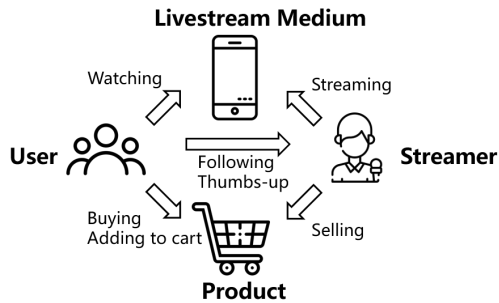 Livestream Medium
Watching
Streaming
User
Following
Thumbs-up
Streamer
Buying
Adding to cart
Selling
Product